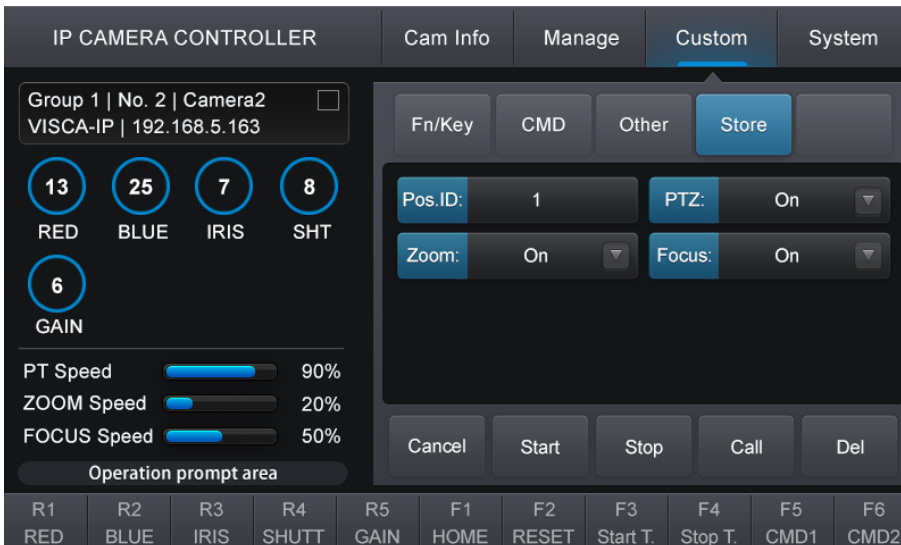 IP CAMERA CONTROLLER
Cam Info
Manage
Custom
System
Group 1 | No. 2 | Camera2
VISCA-IP | 192.168.5.163
13
25
7
8
RED
BLUE
IRIS
SHT
6
GAIN
PT Speed 90%
ZOOM Speed 20%
FOCUS Speed 50%
Operation prompt area
Fn/Key
CMD
Other
Store
Pos.ID: 1
PTZ: On
Zoom: On
Focus: On
Cancel
Start
Stop
Call
Del
R1 R2 R3 R4 R5 F1 F2 F3 F4 F5 F6
RED BLUE IRIS SHUTT GAIN HOME RESET Start T. Stop T. CMD1 CMD2